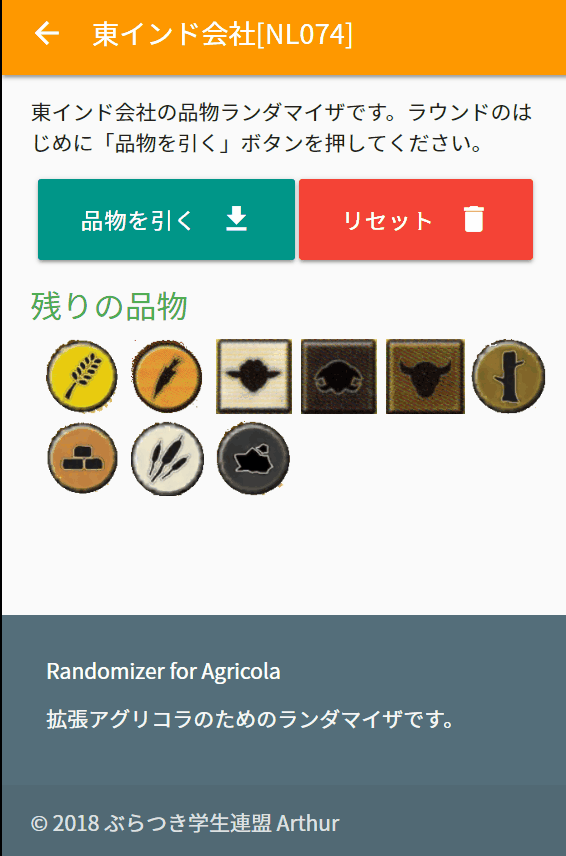 東インド会社[NL074]
東インド会社の品物ランダマイザです。ラウンドのは
じめに「品物を引く」ボタンを押してください。
品物を引く
リセット
残りの品物
Randomizer for Agricola
拡張アグリコラのためのランダマイザです。
© 2018 ぶらつき学生連盟 Arthur